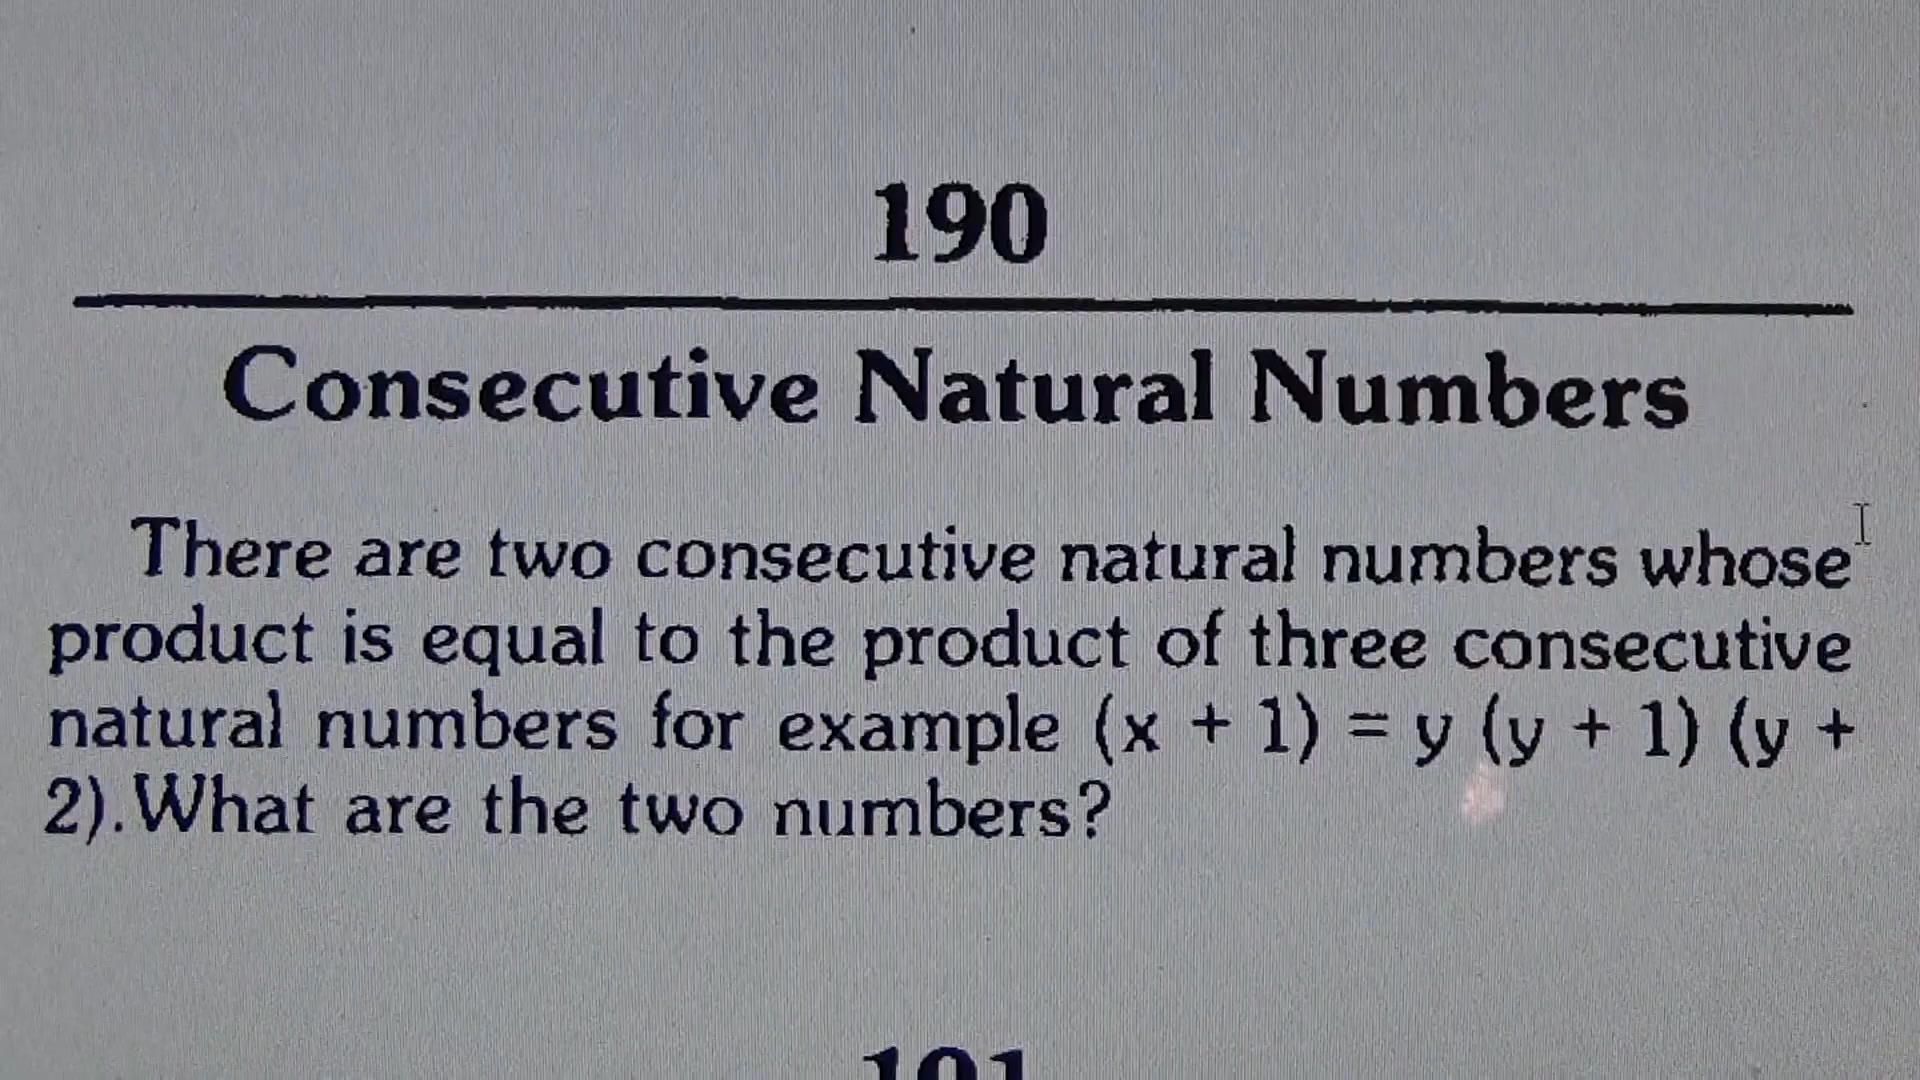 190
Consecutive Natural Numbers
There are two consecutive natural numbers whose
product is equal to the product of three consecutive
natural numbers for example (x + 1) = y (y + 1) (y +
2).What are the two numbers?
191